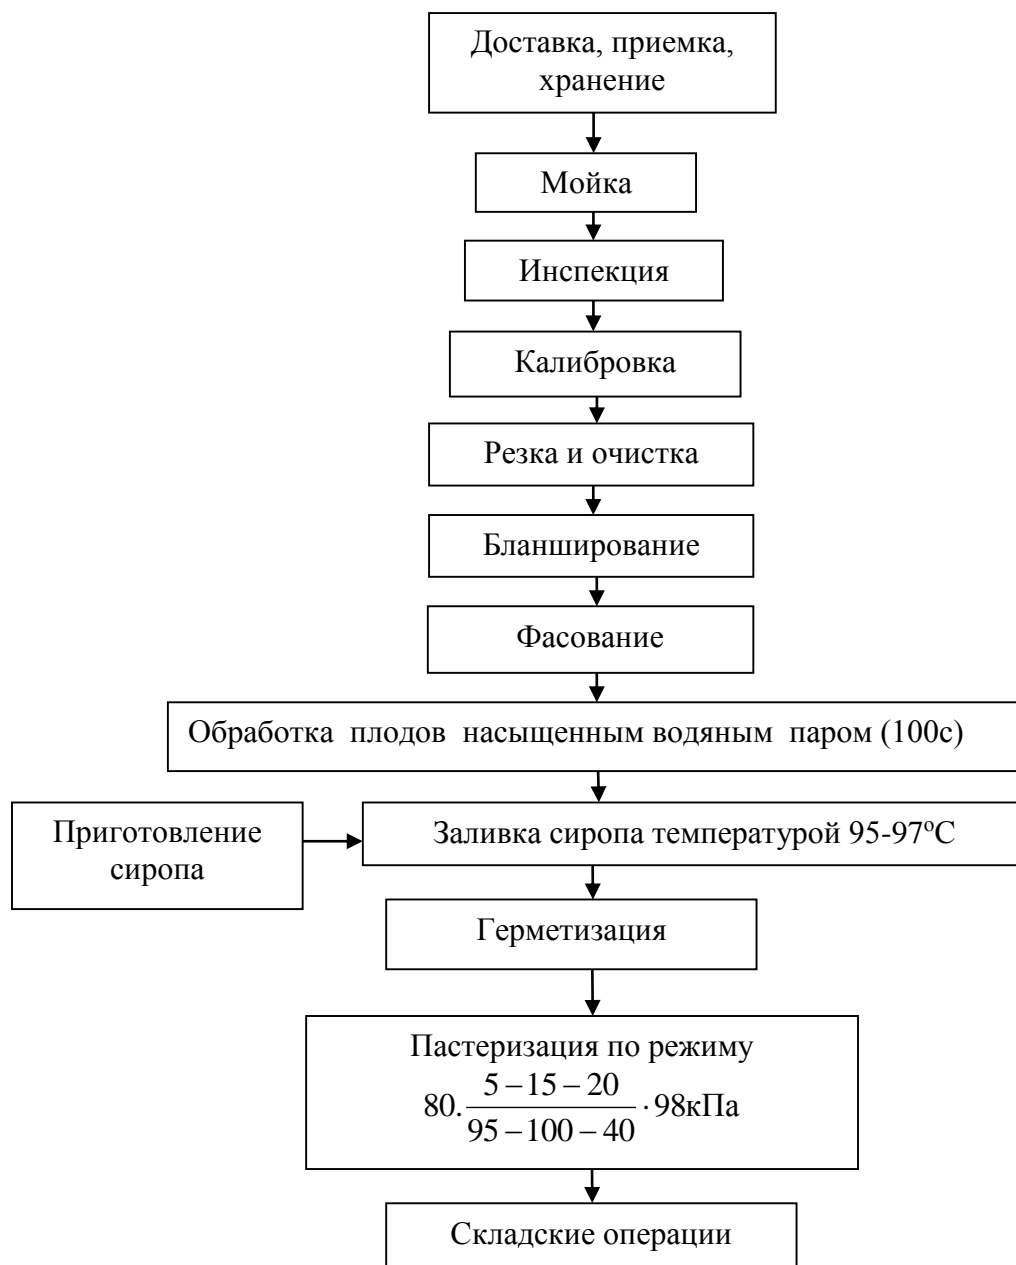 Доставка, приемка,
хранение
Мойка
Инспекция
Калибровка
Резка и очистка
Бланширование
Фасование
Обработка плодов насыщенным водяным паром (100с)
Приготовление
сиропа
Заливка сиропа температурой 95-97ºС
Герметизация
Пастеризация по режиму
80. (5 – 15 – 20)/(95 – 100 – 40) · 98кПа
Складские операции